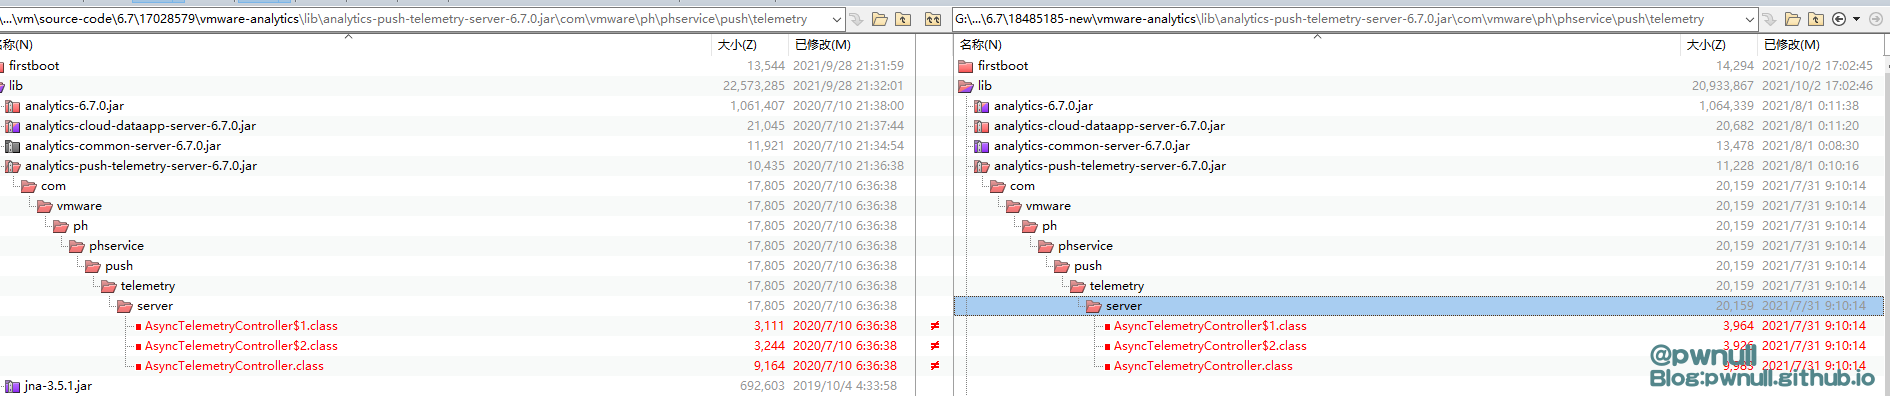 ...\vm\source-code\6.7\17028579\vmware-analytics\lib\analytics-push-telemetry-server-6.7.0.jar\com\vmware\ph\phservice\push\telemetry
名称(N) 大小(Z) 已修改(M)
firstboot 13,544 2021/9/28 21:31:59
lib 22,573,285 2021/9/28 21:32:01
analytics-6.7.0.jar 1,061,407 2020/7/10 21:38:00
analytics-cloud-dataapp-server-6.7.0.jar 21,045 2020/7/10 21:37:44
analytics-common-server-6.7.0.jar 11,921 2020/7/10 21:34:54
analytics-push-telemetry-server-6.7.0.jar 10,435 2020/7/10 21:36:38
com 17,805 2020/7/10 6:36:38
vmware 17,805 2020/7/10 6:36:38
ph 17,805 2020/7/10 6:36:38
phservice 17,805 2020/7/10 6:36:38
push 17,805 2020/7/10 6:36:38
telemetry 17,805 2020/7/10 6:36:38
server 17,805 2020/7/10 6:36:38
AsyncTelemetryController$1.class 3,111 2020/7/10 6:36:38 ≠
AsyncTelemetryController$2.class 3,244 2020/7/10 6:36:38 ≠
AsyncTelemetryController.class 9,164 2020/7/10 6:36:38 ≠
jna-3.5.1.jar 692,603 2019/10/4 4:33:58
G:\...\6.7\18485185-new\vmware-analytics\lib\analytics-push-telemetry-server-6.7.0.jar\com\vmware\ph\phservice\push\telemetry
名称(N) 大小(Z) 已修改(M)
firstboot 14,294 2021/10/2 17:02:45
lib 20,933,867 2021/10/2 17:02:46
analytics-6.7.0.jar 1,064,339 2021/8/1 0:11:38
analytics-cloud-dataapp-server-6.7.0.jar 20,682 2021/8/1 0:11:20
analytics-common-server-6.7.0.jar 13,478 2021/8/1 0:08:30
analytics-push-telemetry-server-6.7.0.jar 11,228 2021/8/1 0:10:16
com 20,159 2021/7/31 9:10:14
vmware 20,159 2021/7/31 9:10:14
ph 20,159 2021/7/31 9:10:14
phservice 20,159 2021/7/31 9:10:14
push 20,159 2021/7/31 9:10:14
telemetry 20,159 2021/7/31 9:10:14
server 20,159 2021/7/31 9:10:14
AsyncTelemetryController$1.class 3,964 2021/7/31 9:10:14
AsyncTelemetryController$2.class 2021/7/31 9:10:14
AsyncTelemetryController.class 2021/7/31 9:10:14
@pwnull
Blog:pwnull.github.io